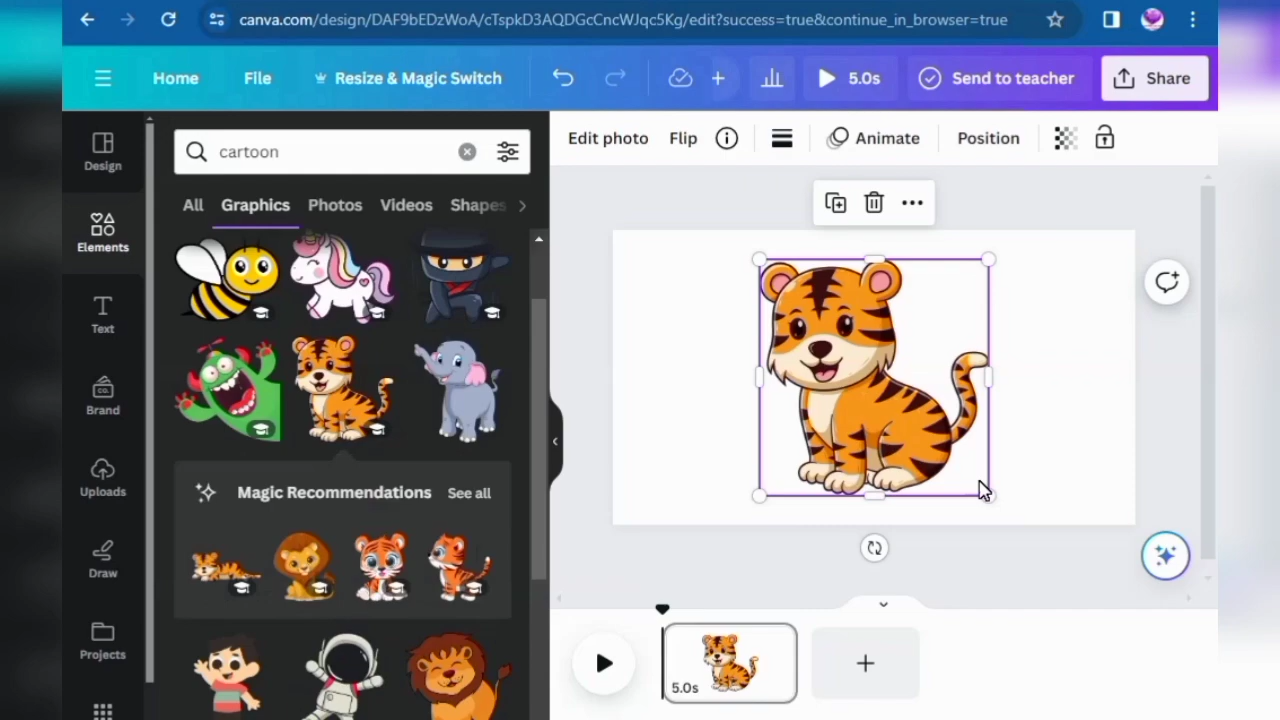 canva.com/design/DAF9bEDzWoA/cTspkD3AQDGcCncWJqc5Kg/edit?success=true&continue_in_browser=true
Home File Resize & Magic Switch 5.0s Send to teacher Share
Design
Elements
Text
Brand
CO.
Uploads
Draw
Projects
cartoon
All Graphics Photos Videos Shapes
Magic Recommendations See all
Edit photo Flip Animate Position
5.0s